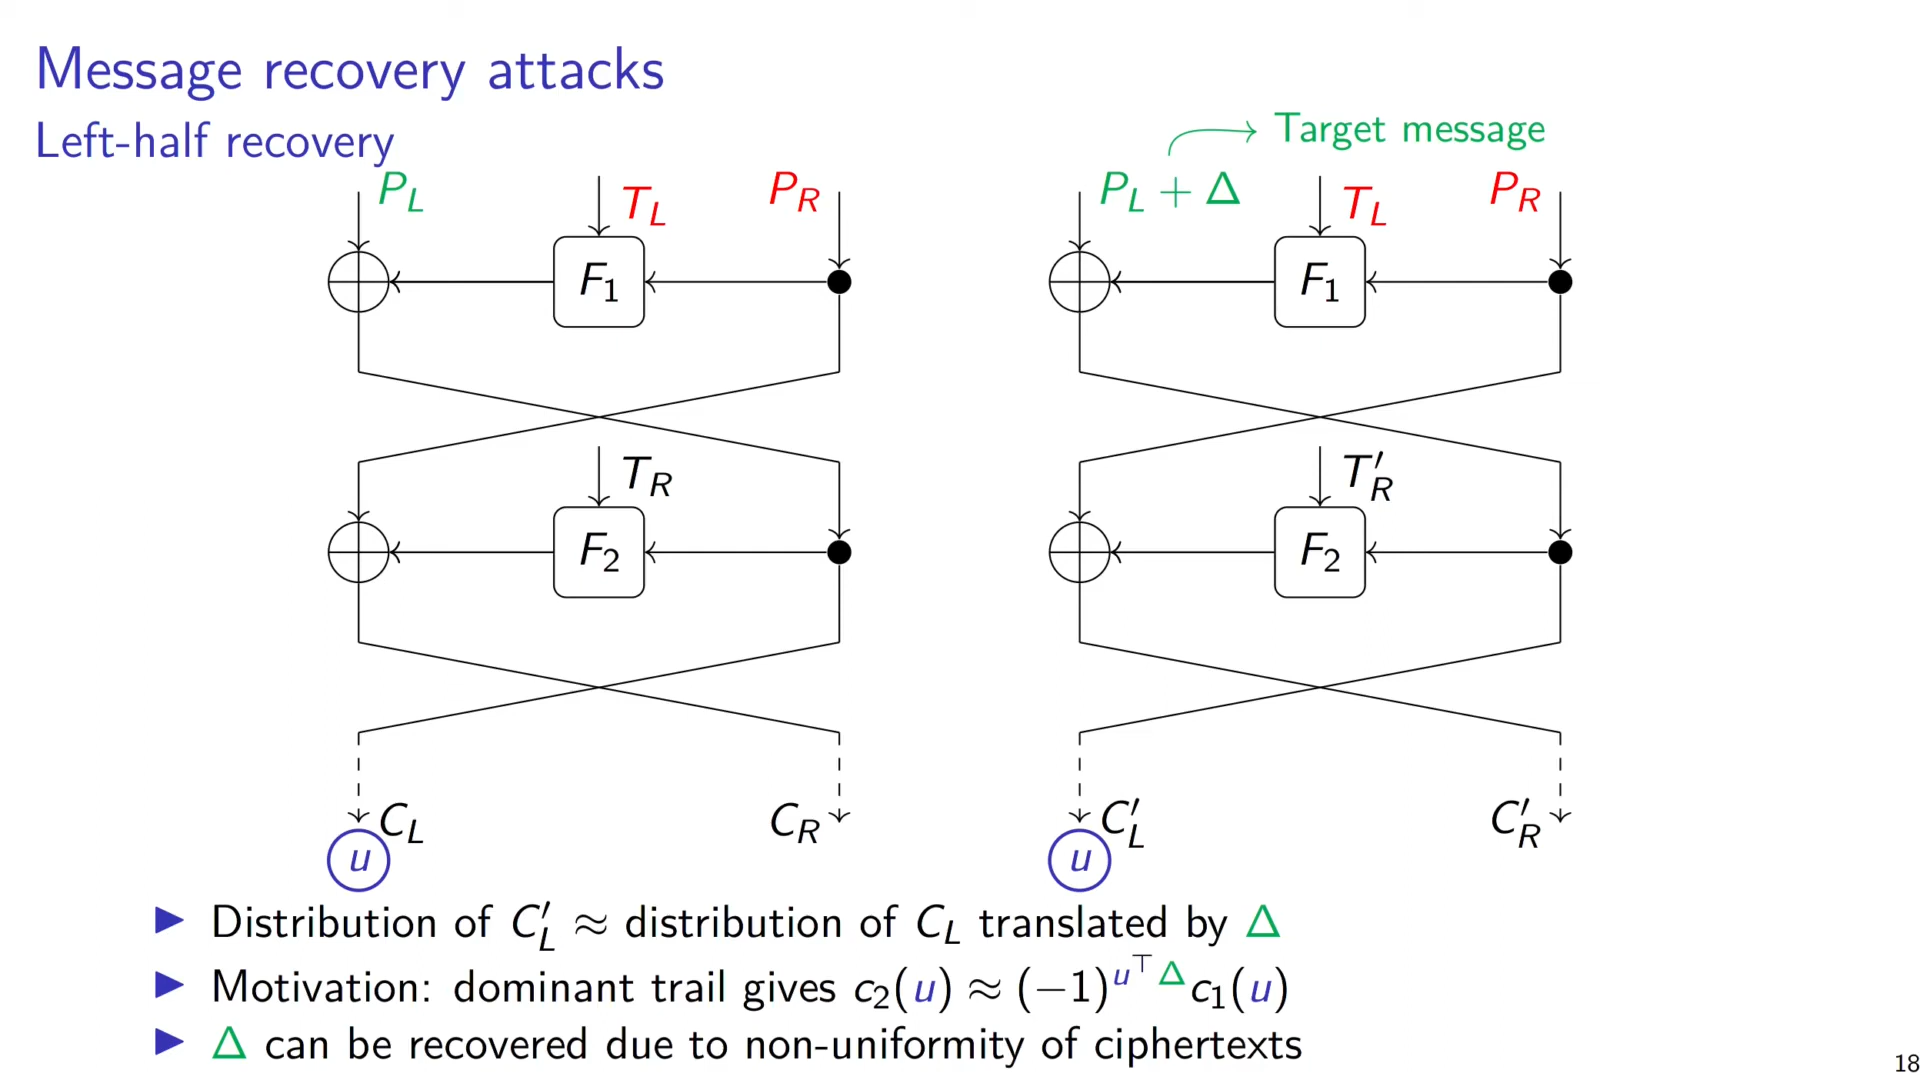 Message recovery attacks
Left-half recovery
Target message
P_L T_L P_R P_L + Δ T_L P_R
F_1 F_1
T_R T′_R
F_2 F_2
C_L C_R C′_L C′_R
u u
▶ Distribution of C′_L ≈ distribution of C_L translated by Δ
▶ Motivation: dominant trail gives c_2(u) ≈ (−1)^{u^⊤ Δ} c_1(u)
▶ Δ can be recovered due to non-uniformity of ciphertexts
18